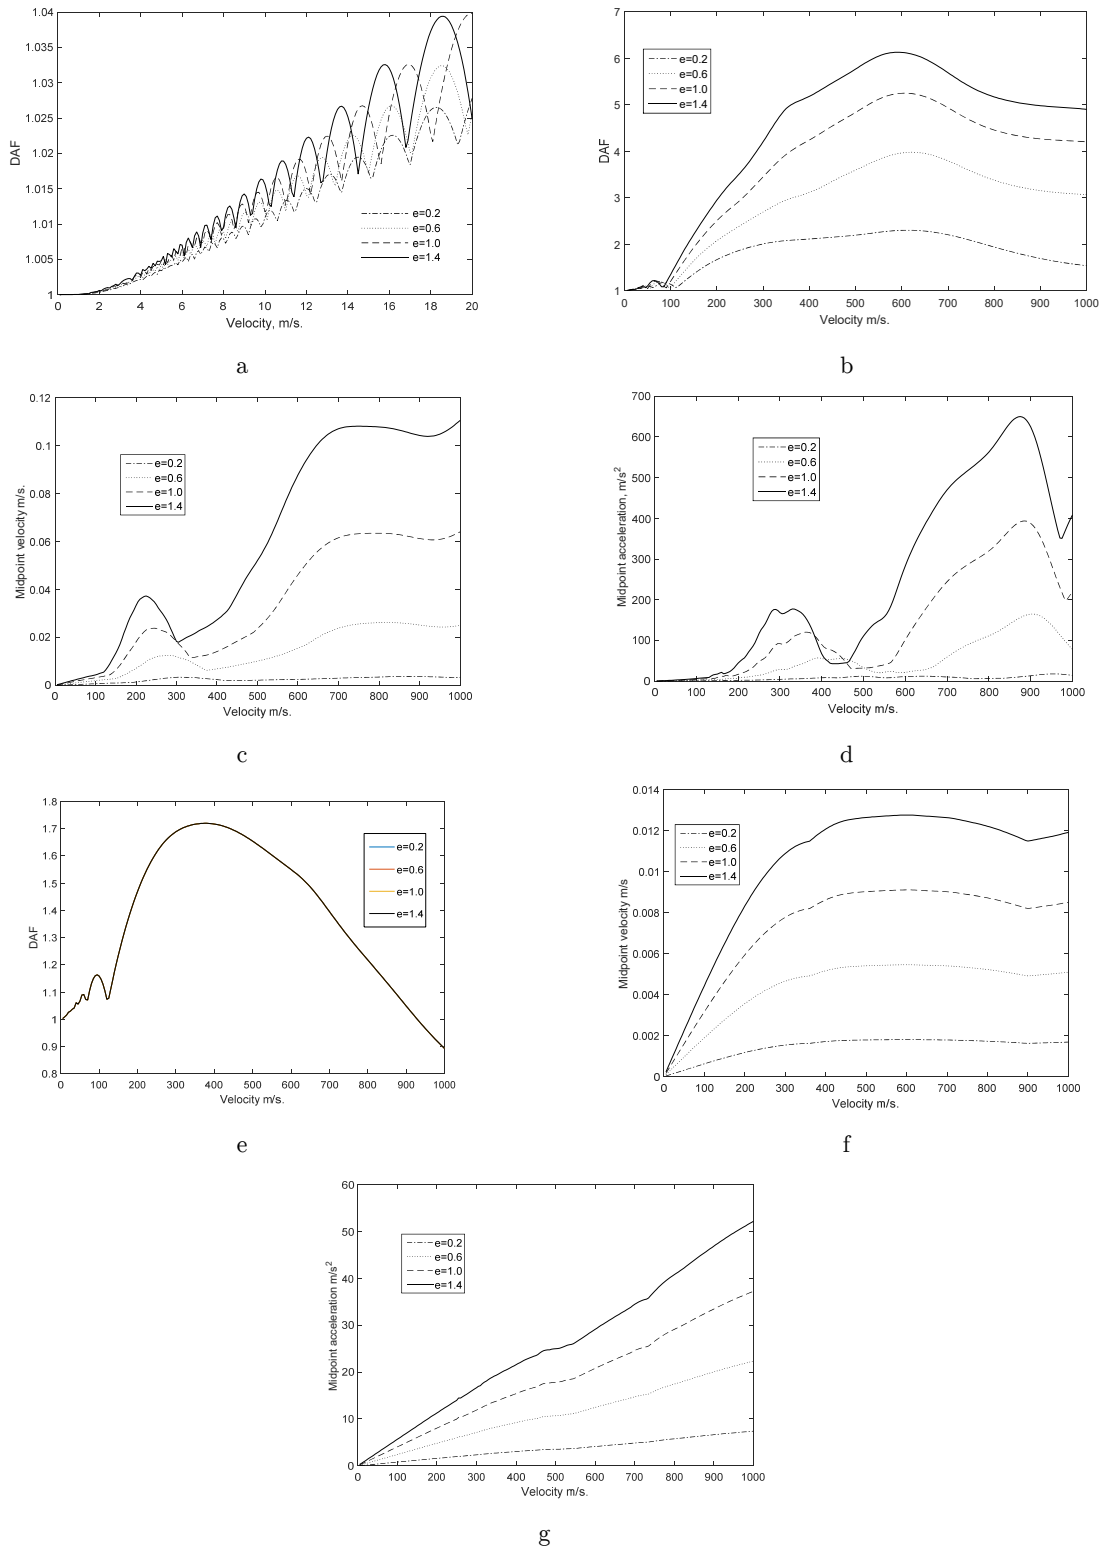 1.04
1.035
1.03
1.025
1.02
1.015
1.01
1.005
1
DAF
e=0.2
e=0.6
e=1.0
e=1.4
0 2 4 6 8 10 12 14 16 18 20
Velocity, m/s.
a
7
6
5
4
3
2
1
DAF
e=0.2
e=0.6
e=1.0
e=1.4
0 100 200 300 400 500 600 700 800 900 1000
Velocity m/s.
b
0.12
0.1
0.08
0.06
0.04
0.02
0
Midpoint velocity m/s.
e=0.2
e=0.6
e=1.0
e=1.4
0 100 200 300 400 500 600 700 800 900 1000
Velocity m/s.
c
700
600
500
400
300
200
100
0
Midpoint acceleration, m/s²
e=0.2
e=0.6
e=1.0
e=1.4
0 100 200 300 400 500 600 700 800 900 1000
Velocity m/s.
d
1.8
1.7
1.6
1.5
1.4
1.3
1.2
1.1
1
0.9
0.8
DAF
e=0.2
e=0.6
e=1.0
e=1.4
0 100 200 300 400 500 600 700 800 900 1000
Velocity m/s.
e
0.014
0.012
0.01
0.008
0.006
0.004
0.002
0
Midpoint velocity m/s
e=0.2
e=0.6
e=1.0
e=1.4
0 100 200 300 400 500 600 700 800 900 1000
Velocity m/s.
f
60
50
40
30
20
10
0
Midpoint acceleration m/s²
e=0.2
e=0.6
e=1.0
e=1.4
0 100 200 300 400 500 600 700 800 900 1000
Velocity m/s.
g